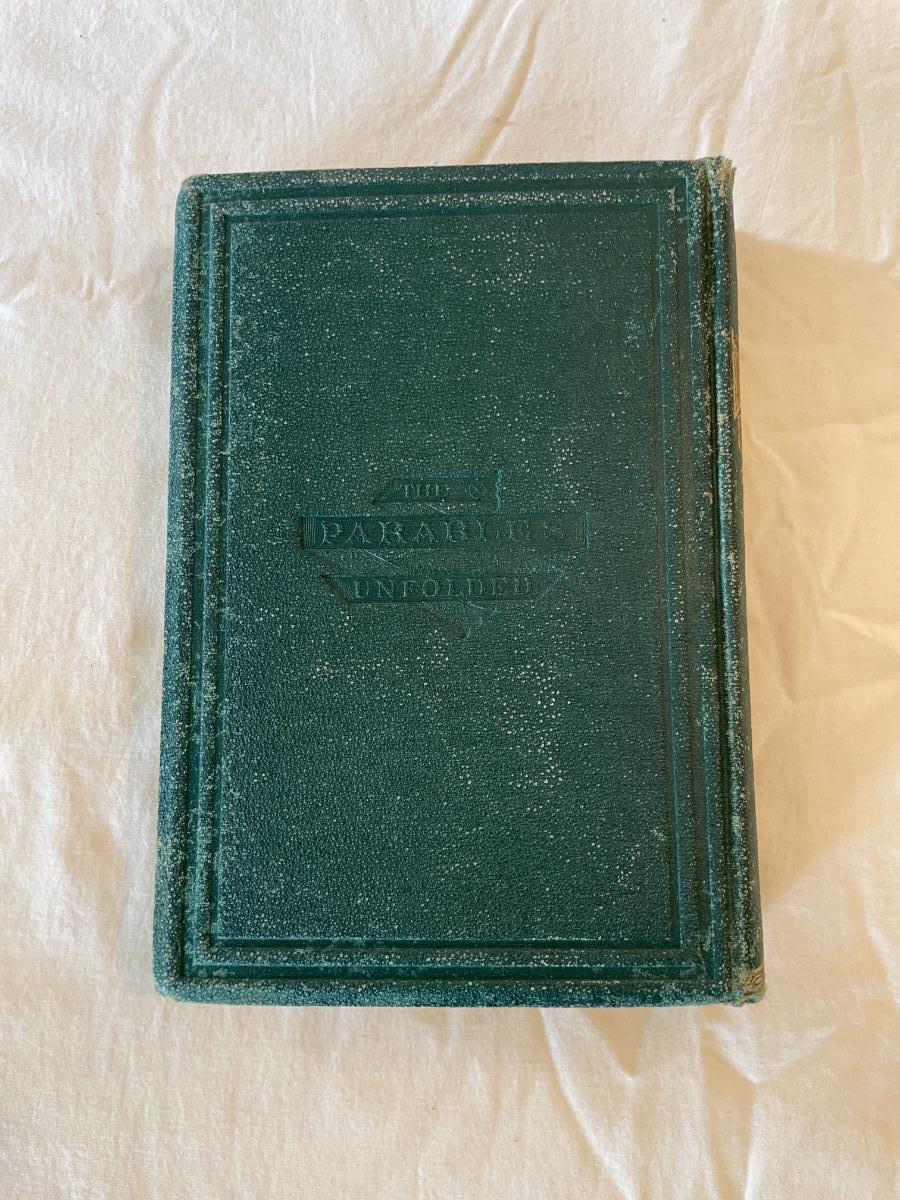 THE
PARABLES
UNFOLDED